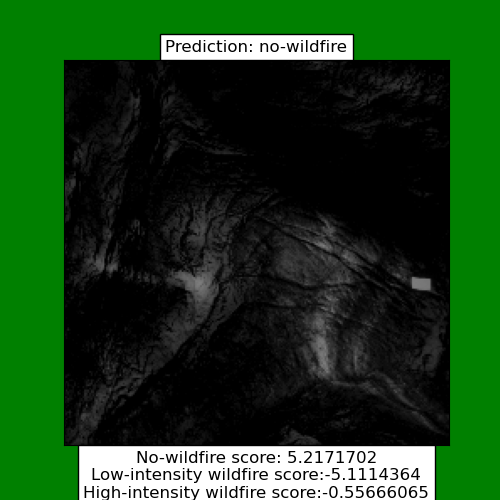 Prediction: no-wildfire
No-wildfire score: 5.2171702
Low-intensity wildfire score:-5.1114364
High-intensity wildfire score:-0.55666065